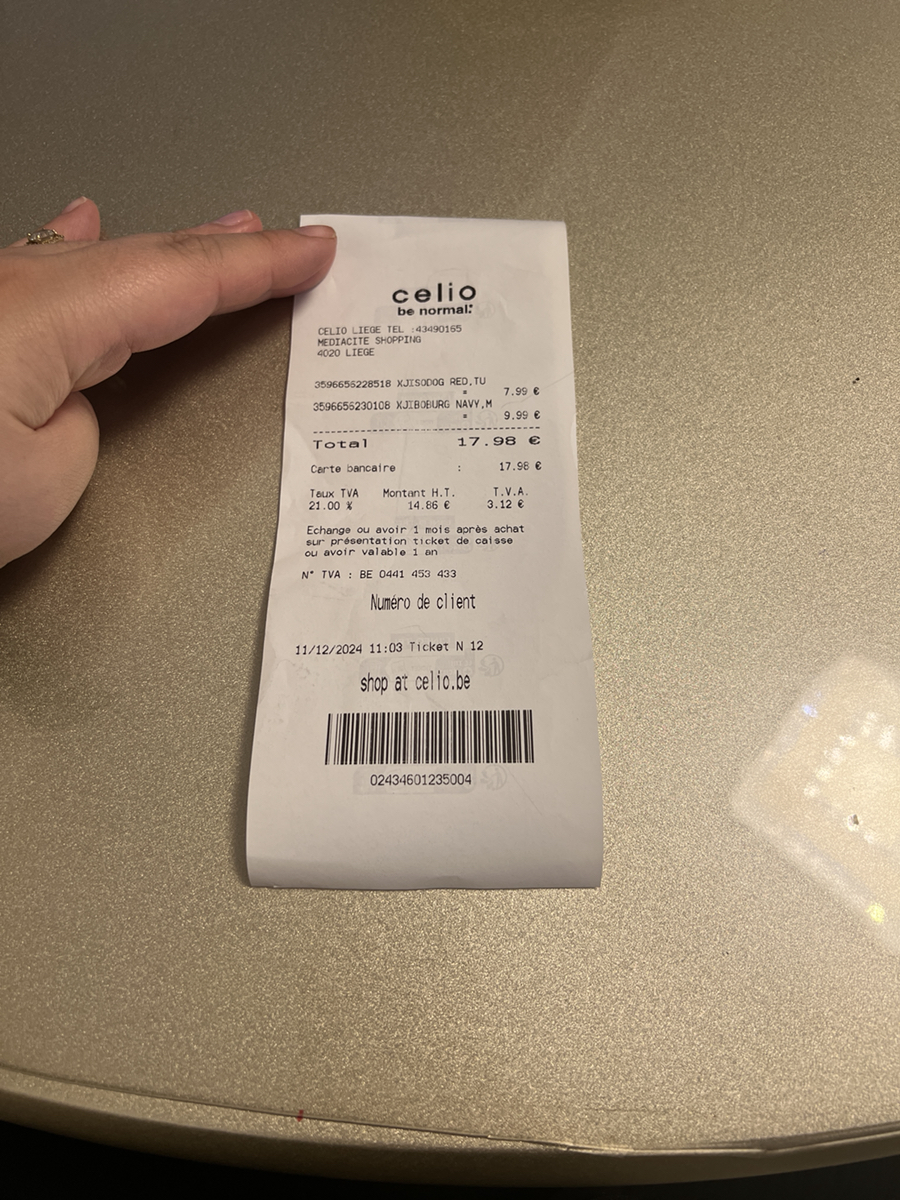 celio
be normal:
CELIO LIEGE TEL :43490165
MEDIACITE SHOPPING
4020 LIEGE
3596656228518 XJISODOG RED,TU
= 7.99 €
3596656230108 XJIBOBURG NAVY,M
= 9.99 €
Total 17.98 €
Carte bancaire : 17.98 €
Taux TVA Montant H.T. T.V.A.
21.00 % 14.86 € 3.12 €
Echange ou avoir 1 mois après achat
sur présentation ticket de caisse
ou avoir valable 1 an
N° TVA : BE 0441 453 433
Numéro de client
11/12/2024 11:03 Ticket N 12
shop at celio.be
02434601235004